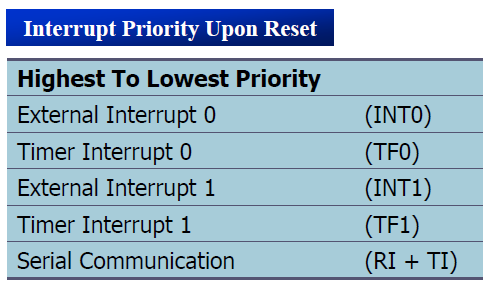 Interrupt Priority Upon Reset
Highest To Lowest Priority
External Interrupt 0 (INT0)
Timer Interrupt 0 (TF0)
External Interrupt 1 (INT1)
Timer Interrupt 1 (TF1)
Serial Communication (RI + TI)